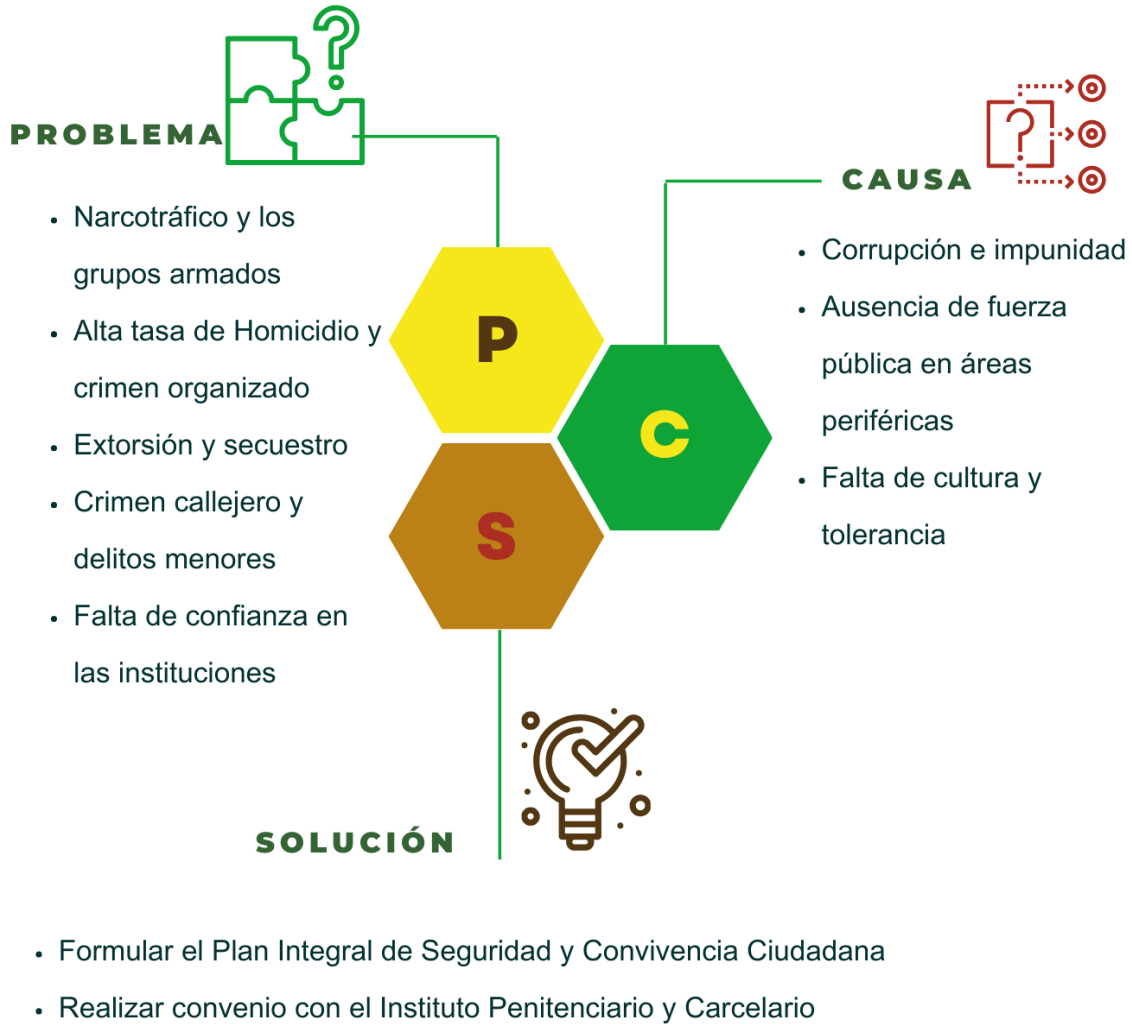 PROBLEMA
• Narcotráfico y los
grupos armados
• Alta tasa de Homicidio y
crimen organizado
• Extorsión y secuestro
• Crimen callejero y
delitos menores
• Falta de confianza en
las instituciones
CAUSA
• Corrupción e impunidad
• Ausencia de fuerza
pública en áreas
periféricas
• Falta de cultura y
tolerancia
P
C
S
SOLUCIÓN
• Formular el Plan Integral de Seguridad y Convivencia Ciudadana
• Realizar convenio con el Instituto Penitenciario y Carcelario